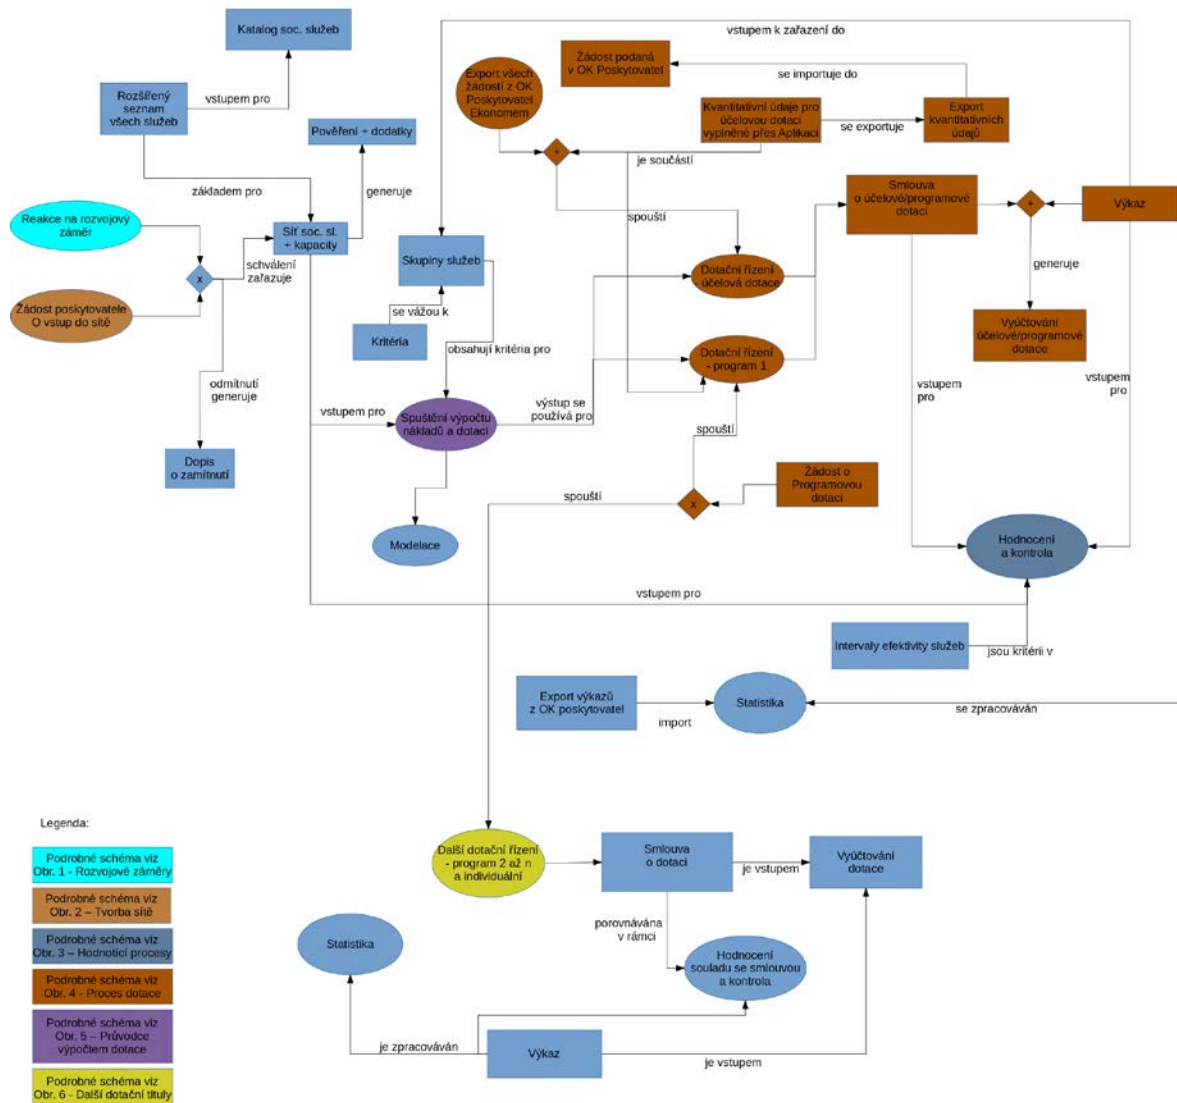 Katalog soc. služeb
vstupem k zařazení do
Export všech
žádostí z OK
Poskytovatel
Ekonomem
Žádost podaná
v OK Poskytovatel
se importuje do
Rozšířený
seznam
všech služeb
vstupem pro
Kvantitativní údaje pro
účelovou dotaci
vyplněné přes Aplikaci
se exportuje
Export
kvantitativních
údajů
Pověření + dodatky
+
je součástí
základem pro
generuje
Smlouva
o účelové/programové
dotaci
+
Výkaz
Reakce na rozvojový
záměr
Síť soc. sl.
+ kapacity
spouští
Skupiny služeb
x
schválení
zařazuje
Dotační řízení
- účelová dotace
generuje
Žádost poskytovatele
O vstup do sítě
se vážou k
Kritéria
obsahují kritéria pro
Dotační řízení
- program 1
Vyúčtování
účelové/programové
dotace
odmítnutí
generuje
vstupem
pro
vstupem
pro
vstupem pro
Spuštění výpočtu
nákladů a dotací
výstup se
používá pro
spouští
Dopis
o zamítnutí
Žádost o
Programovou
dotaci
spouští
x
Modelace
Hodnocení
a kontrola
vstupem pro
Intervaly efektivity služeb
jsou kritérii v
Export výkazů
z OK poskytovatel
import
Statistika
se zpracováván
Legenda:
Podrobné schéma viz
Obr. 1 - Rozvojové záměry
Podrobné schéma viz
Obr. 2 – Tvorba sítě
Podrobné schéma viz
Obr. 3 – Hodnotící procesy
Podrobné schéma viz
Obr. 4 - Proces dotace
Podrobné schéma viz
Obr. 5 – Průvodce
výpočtem dotace
Podrobné schéma viz
Obr. 6 - Další dotační tituly
Další dotační řízení
- program 2 až n
a individuální
Smlouva
o dotaci
je vstupem
Vyúčtování
dotace
porovnávána
v rámci
Statistika
Hodnocení
souladu se smlouvou
a kontrola
je zpracováván
Výkaz
je vstupem